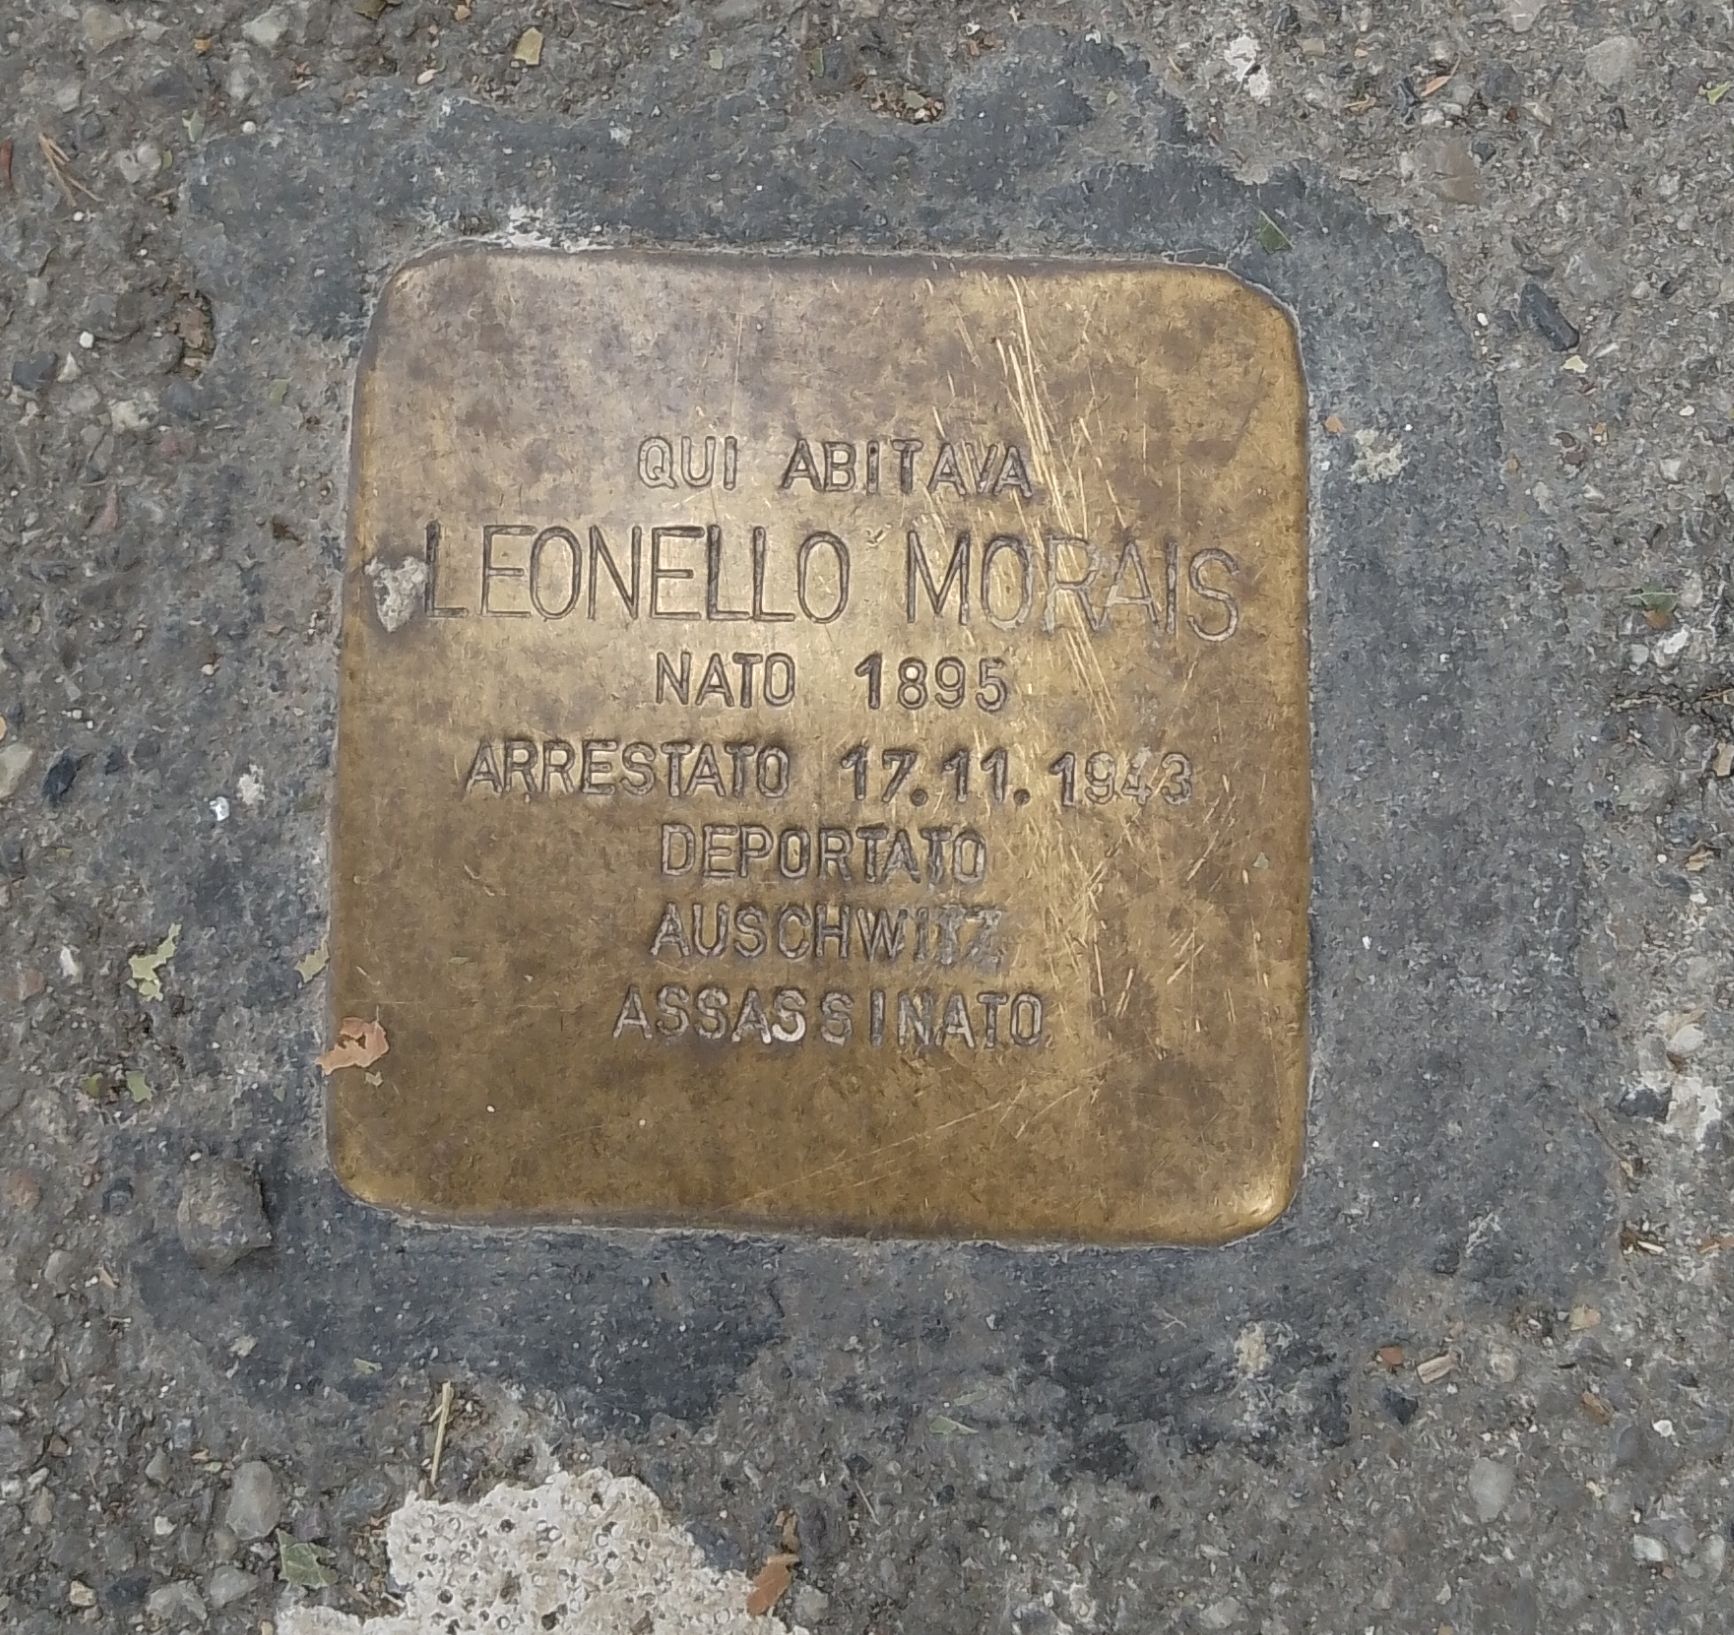 QUI ABITAVA
LEONELLO MORAIS
NATO 1895
ARRESTATO 17.11.1943
DEPORTATO
AUSCHWITZ
ASSASSINATO